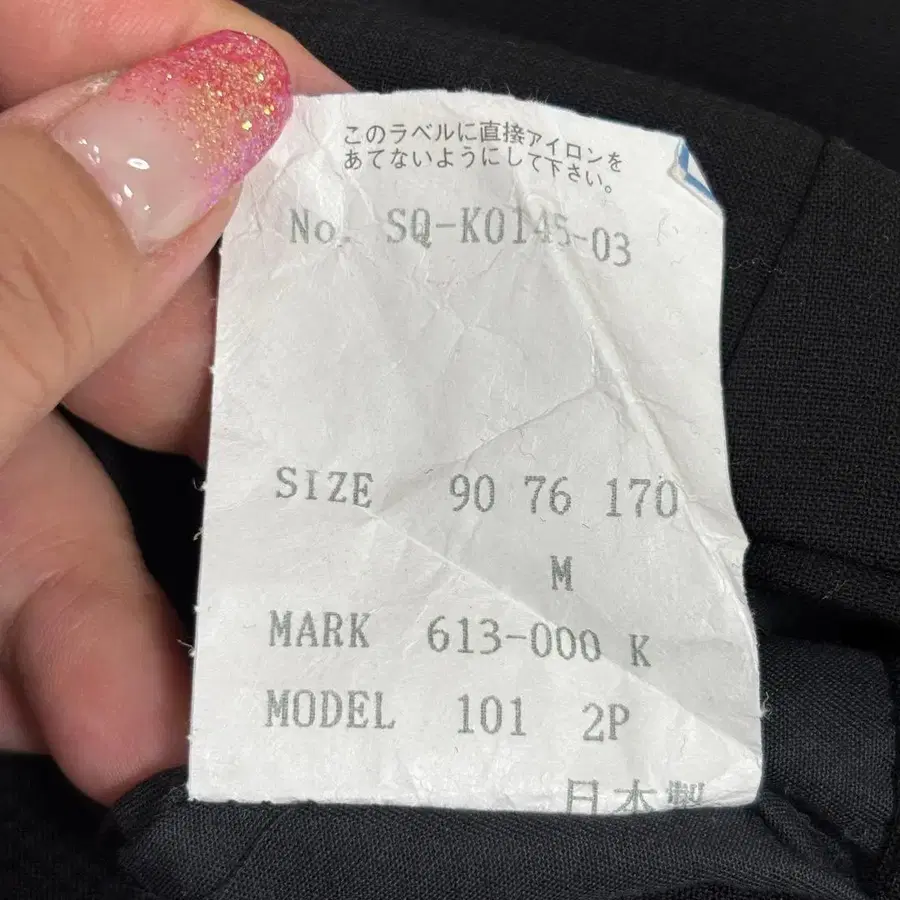 このラベルに直接アイロンを
あてないようにして下さい。
No. SQ-K0145-03
SIZE 90 76 170
M
MARK 613-000 K
MODEL 101 2P
日本製